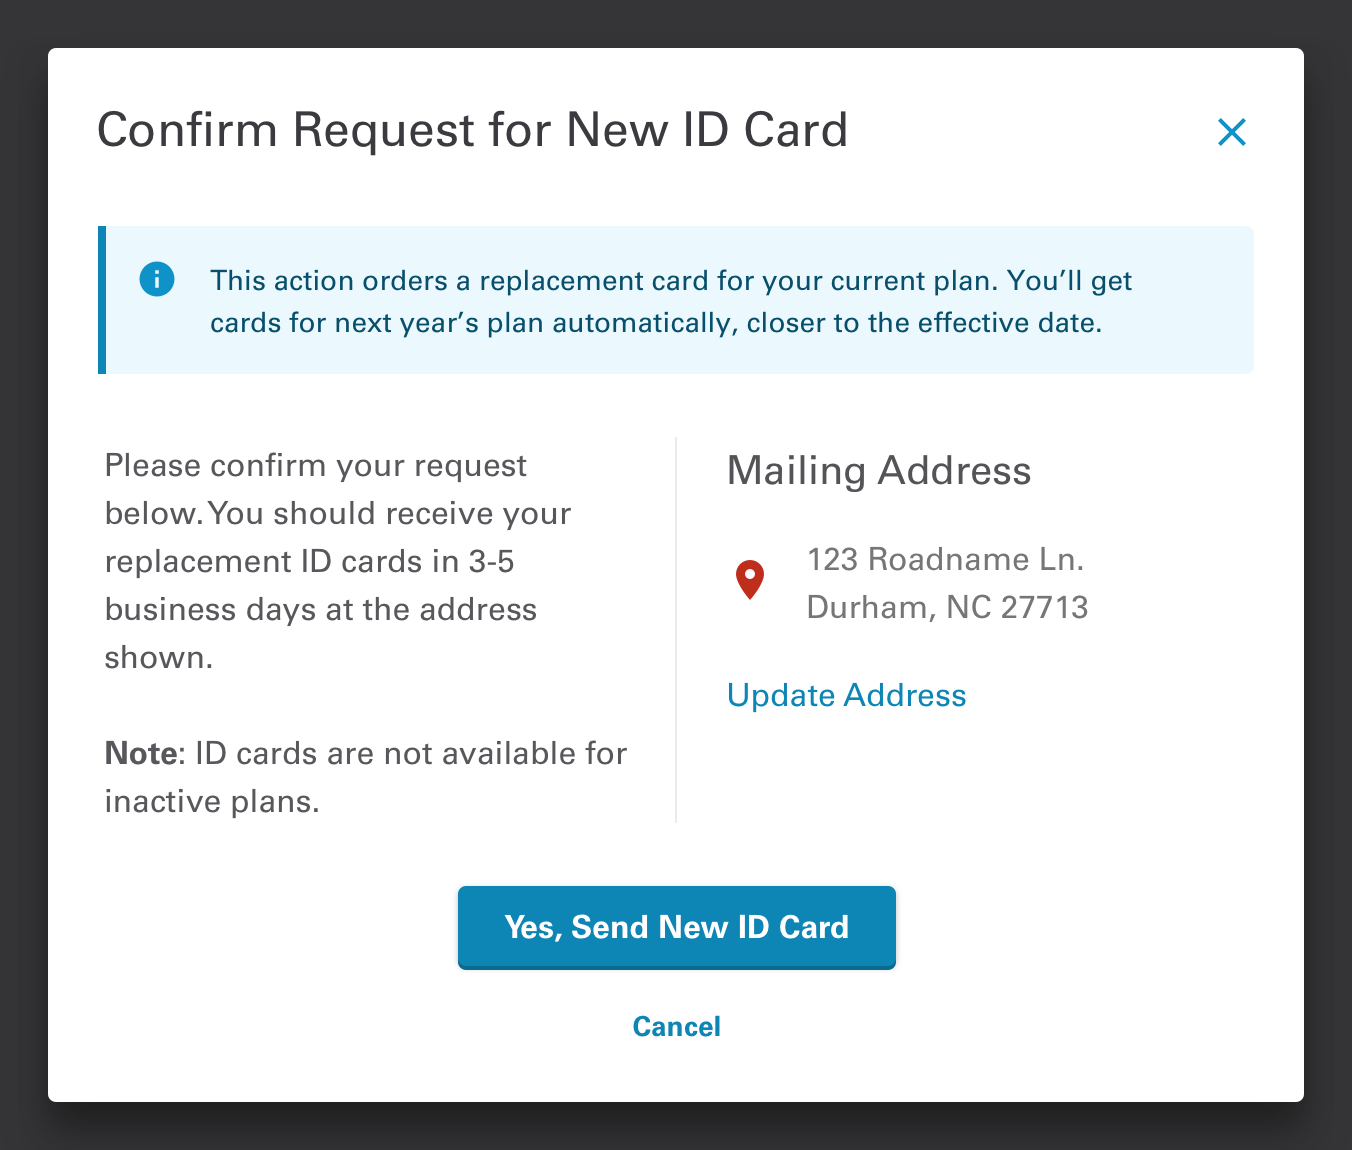 Confirm Request for New ID Card
This action orders a replacement card for your current plan. You’ll get
cards for next year’s plan automatically, closer to the effective date.
Please confirm your request
below. You should receive your
replacement ID cards in 3-5
business days at the address
shown.
Note: ID cards are not available for
inactive plans.
Mailing Address
123 Roadname Ln.
Durham, NC 27713
Update Address
Yes, Send New ID Card
Cancel